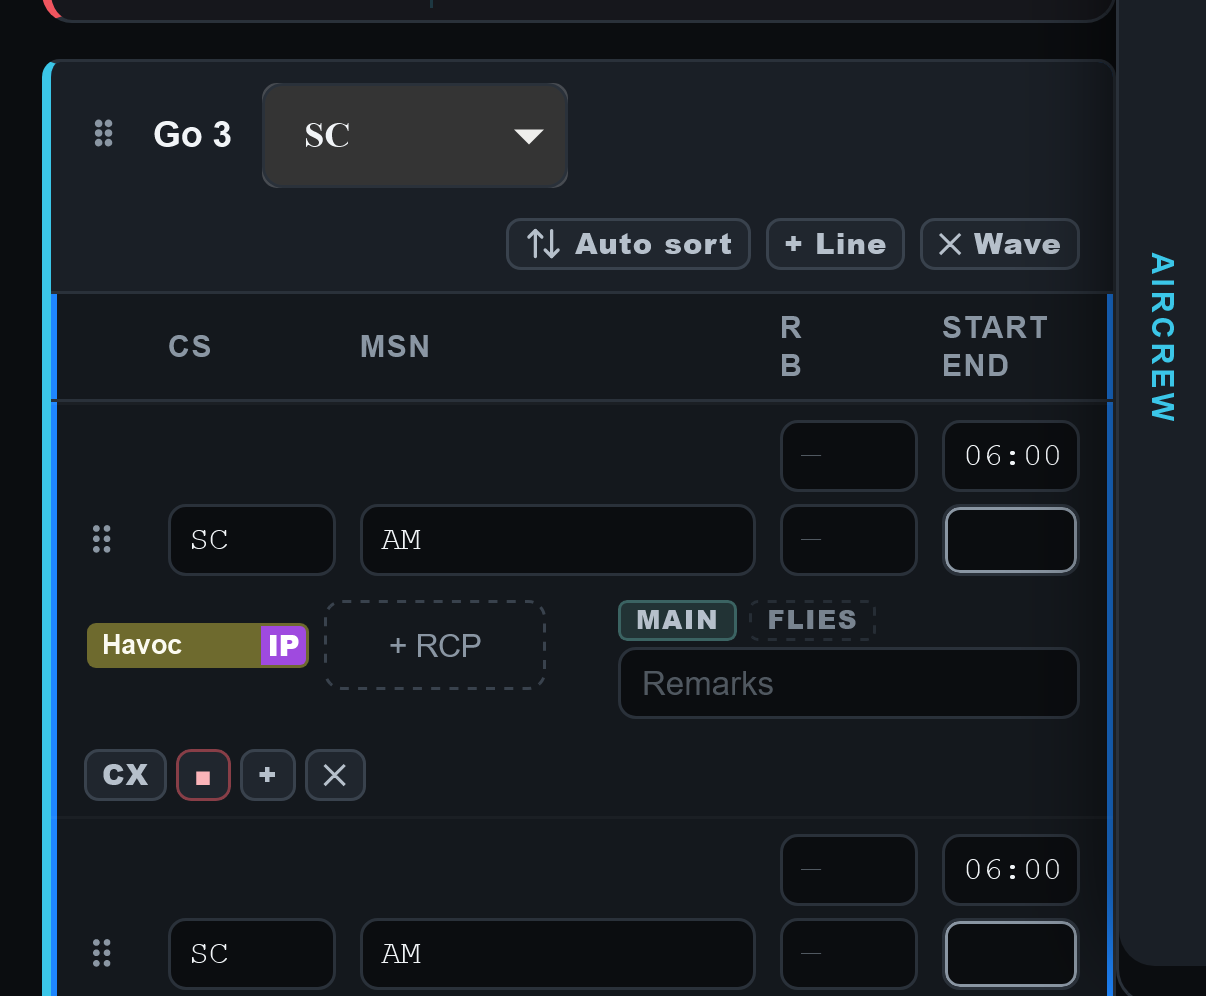 Go 3
SC
Auto sort
+ Line
× Wave
CS
MSN
R
B
START
END
—
06:00
SC
AM
—
Havoc
IP
+ RCP
MAIN
FLIES
Remarks
CX
+
×
—
06:00
SC
AM
—
AIRCREW